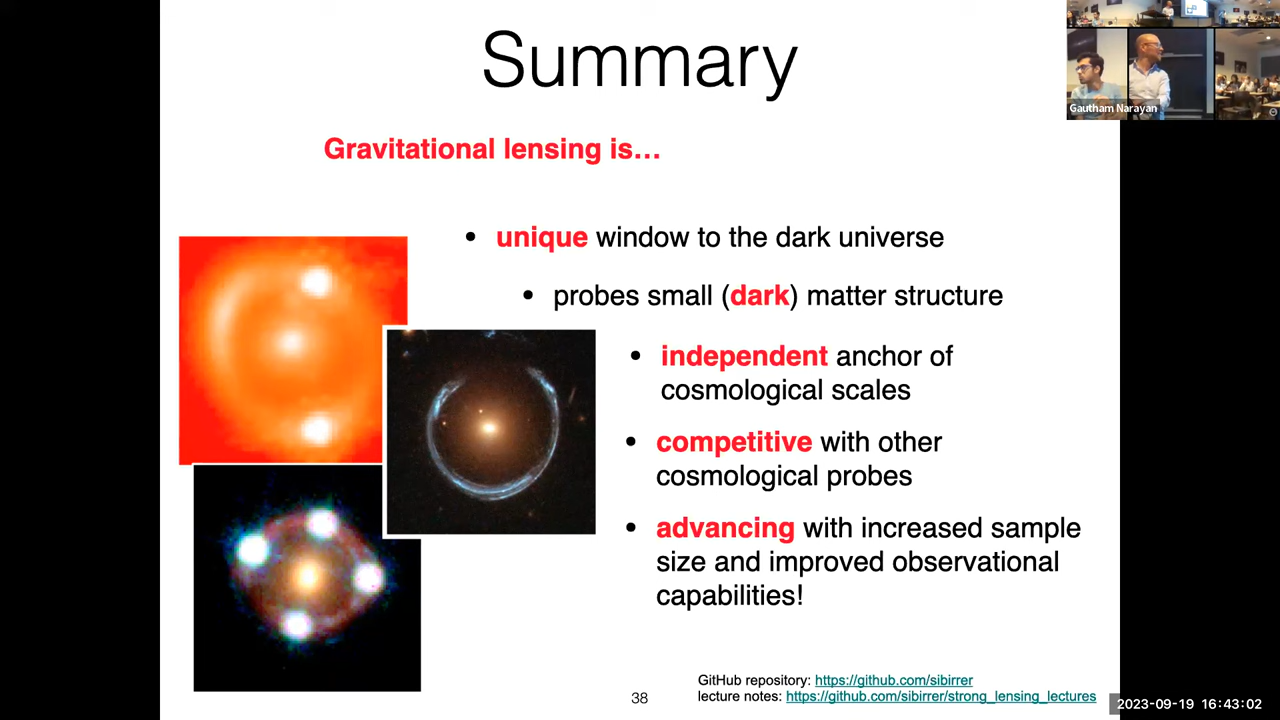 Summary
Gravitational lensing is...
• unique window to the dark universe
• probes small (dark) matter structure
• independent anchor of
cosmological scales
• competitive with other
cosmological probes
• advancing with increased sample
size and improved observational
capabilities!
GitHub repository: https://github.com/sibirrer
lecture notes: https://github.com/sibirrer/strong_lensing_lectures
38
Gautham Narayan
2023-09-19 16:43:02